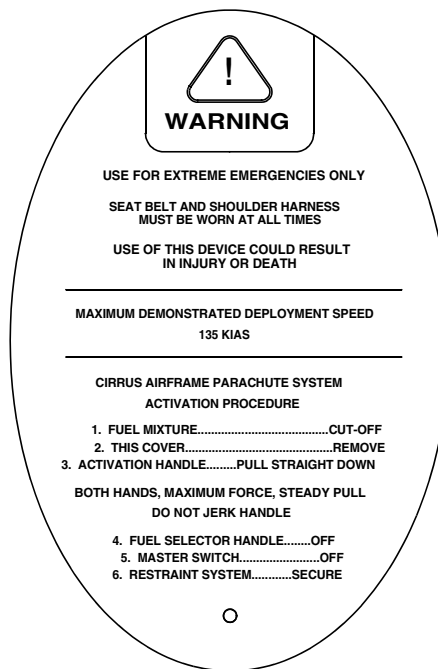 !
WARNING
USE FOR EXTREME EMERGENCIES ONLY
SEAT BELT AND SHOULDER HARNESS
MUST BE WORN AT ALL TIMES
USE OF THIS DEVICE COULD RESULT
IN INJURY OR DEATH
MAXIMUM DEMONSTRATED DEPLOYMENT SPEED
135 KIAS
CIRRUS AIRFRAME PARACHUTE SYSTEM
ACTIVATION PROCEDURE
1. FUEL MIXTURE.......................................CUT-OFF
2. THIS COVER............................................REMOVE
3. ACTIVATION HANDLE.........PULL STRAIGHT DOWN
BOTH HANDS, MAXIMUM FORCE, STEADY PULL
DO NOT JERK HANDLE
4. FUEL SELECTOR HANDLE........OFF
5. MASTER SWITCH........................OFF
6. RESTRAINT SYSTEM............SECURE